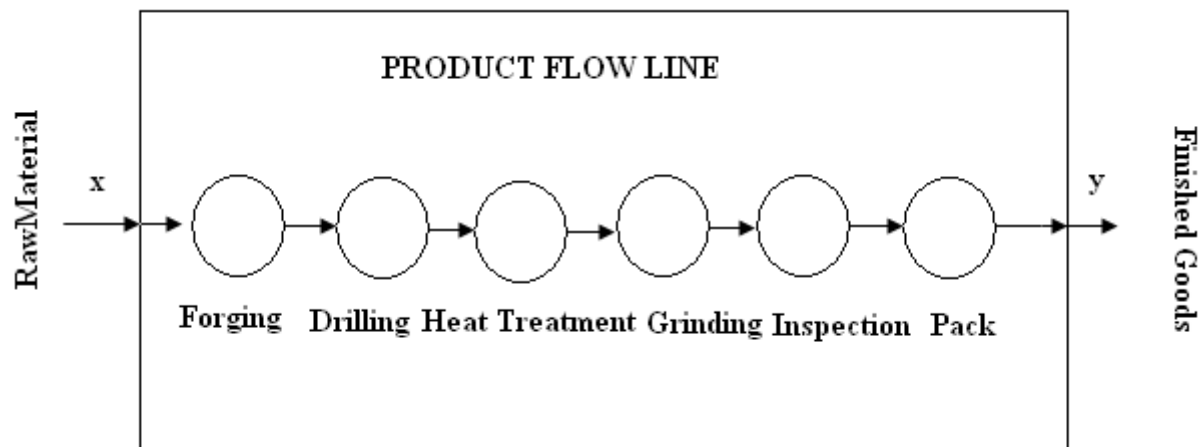 PRODUCT FLOW LINE
RawMaterial
x
y
Finished Goods
Forging
Drilling
Heat Treatment
Grinding
Inspection
Pack